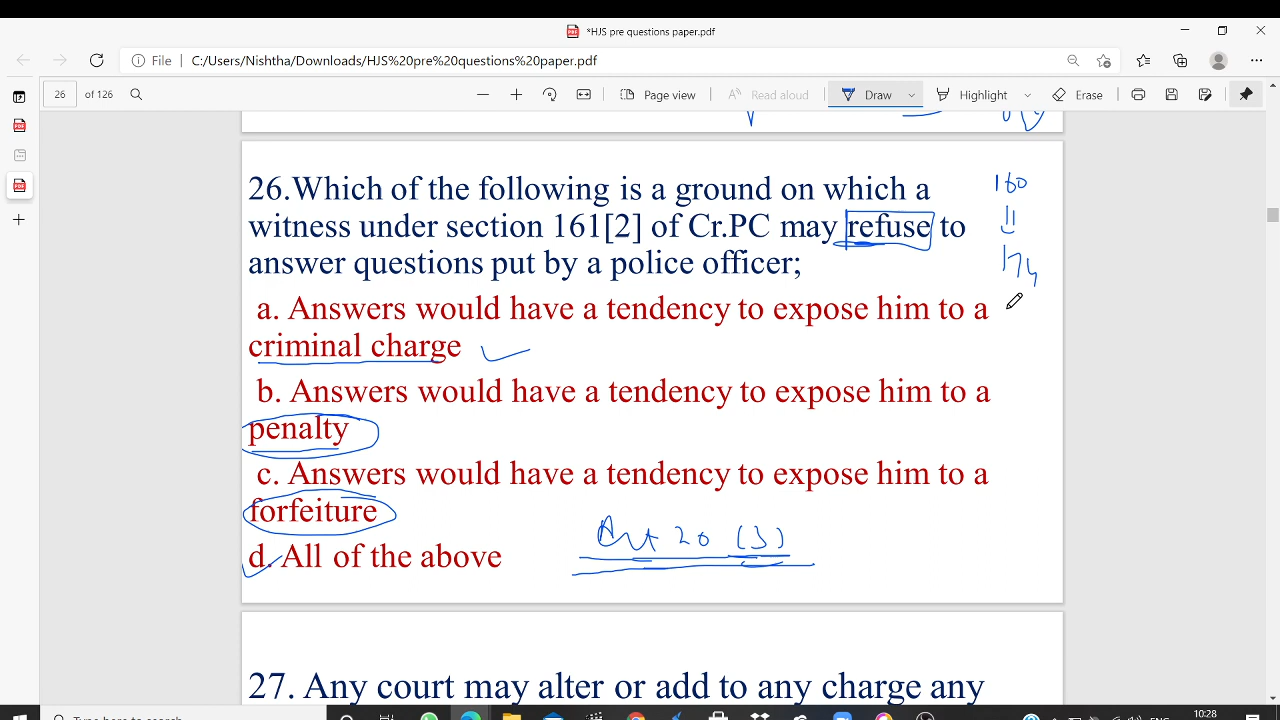 *HJS pre questions paper.pdf
File | C:/Users/Nishtha/Downloads/HJS%20pre%20questions%20paper.pdf
26 of 126 Page view Read aloud Draw Highlight Erase
26.Which of the following is a ground on which a
witness under section 161[2] of Cr.PC may refuse to
answer questions put by a police officer;
160
11
174
a. Answers would have a tendency to expose him to a
criminal charge
b. Answers would have a tendency to expose him to a
penalty
c. Answers would have a tendency to expose him to a
forfeiture
d. All of the above
Art 20 (3)
27. Any court may alter or add to any charge any
Type here to search
ENG
10:28